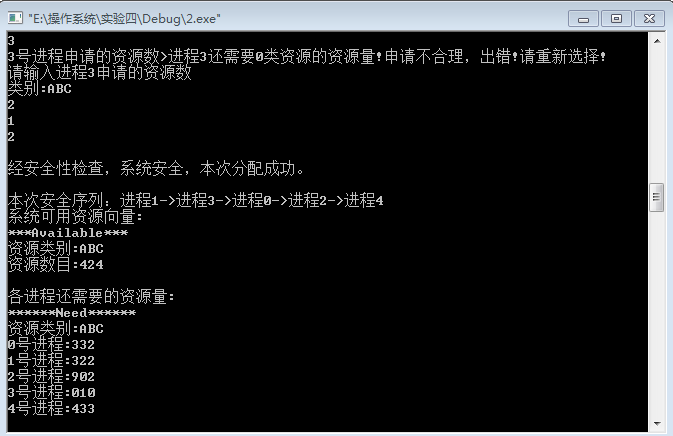 "E:\操作系统\实验四\Debug\2.exe"
3
3号进程申请的资源数>进程3还需要0类资源的资源量!申请不合理，出错!请重新选择!
请输入进程3申请的资源数
类别:ABC
2
1
2
经安全性检查，系统安全，本次分配成功。
本次安全序列：进程1->进程3->进程0->进程2->进程4
系统可用资源向量:
***Available***
资源类别:ABC
资源数目:424
各进程还需要的资源量:
******Need******
资源类别:ABC
0号进程:332
1号进程:322
2号进程:902
3号进程:010
4号进程:433